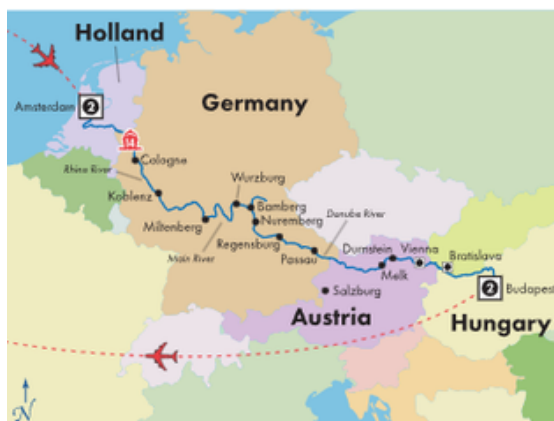 Holland
Amsterdam
2
14
Germany
Cologne
Rhine River
Koblenz
Wurzburg
Bamberg
Nuremberg
Miltenberg
Main River
Regensburg
Danube River
Passau
Durnstein
Vienna
Bratislava
Melk
Salzburg
2
Budapest
Austria
Hungary
N